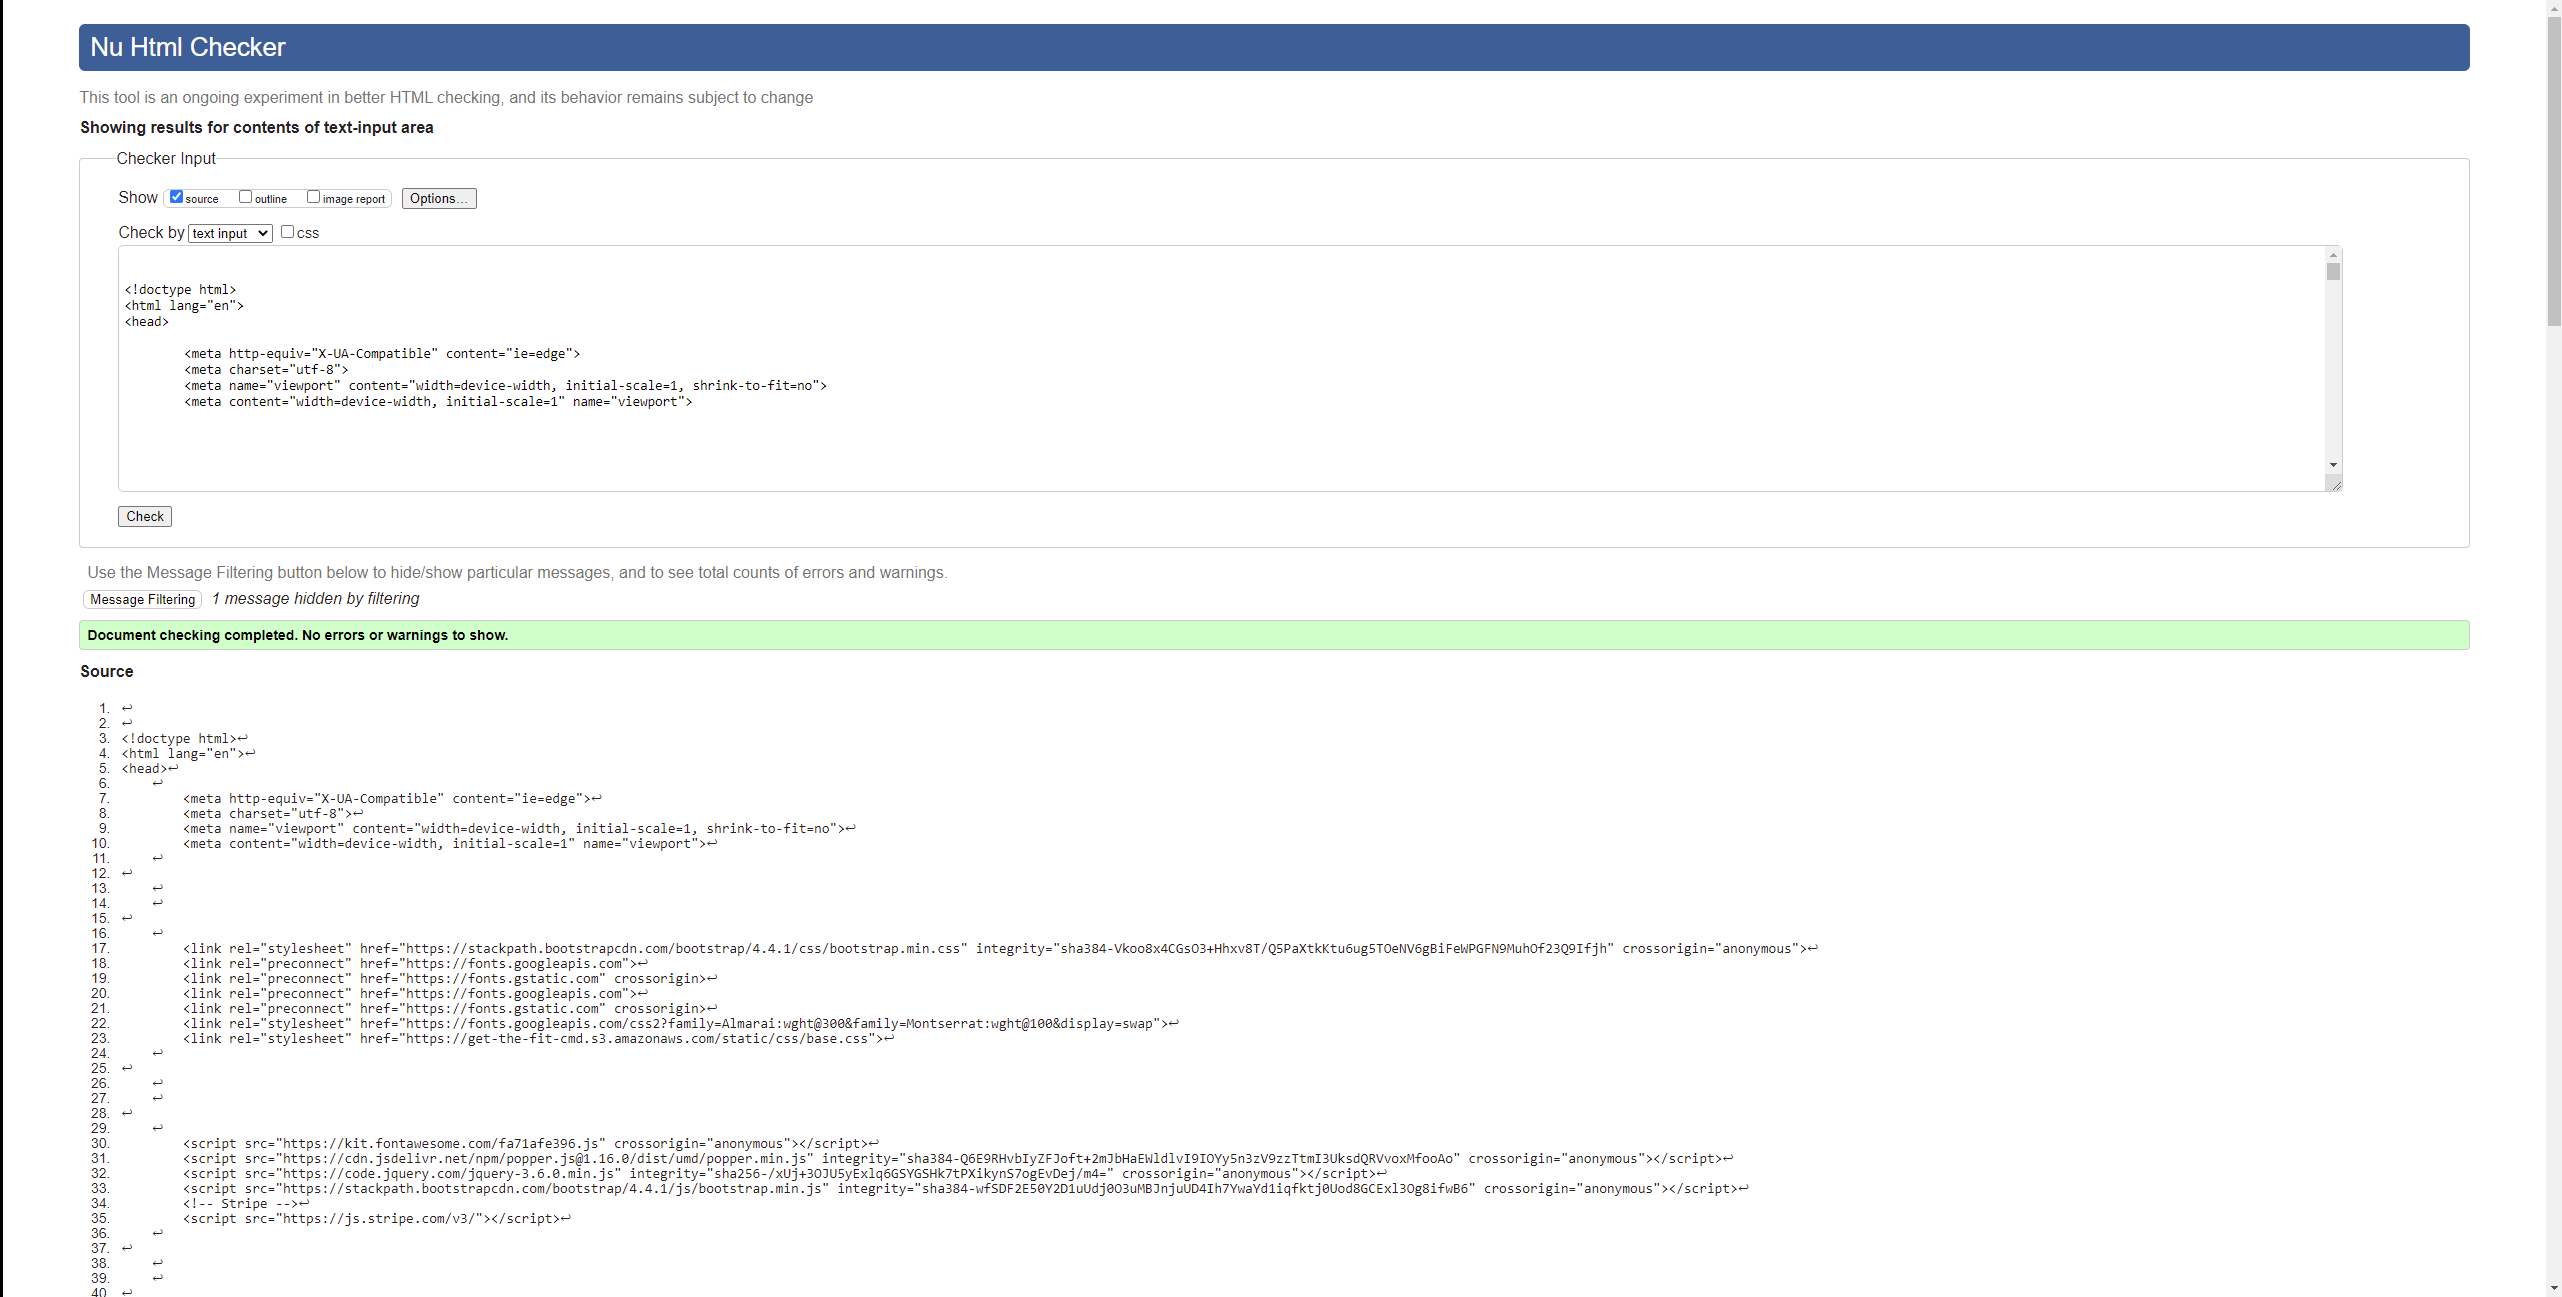 Nu Html Checker
This tool is an ongoing experiment in better HTML checking, and its behavior remains subject to change
Showing results for contents of text-input area
Checker Input
Show source outline image report Options...
Check by text input css
<!doctype html>
<html lang="en">
<head>
<meta http-equiv="X-UA-Compatible" content="ie=edge">
<meta charset="utf-8">
<meta name="viewport" content="width=device-width, initial-scale=1, shrink-to-fit=no">
<meta content="width=device-width, initial-scale=1" name="viewport">
Check
Use the Message Filtering button below to hide/show particular messages, and to see total counts of errors and warnings.
Message Filtering 1 message hidden by filtering
Document checking completed. No errors or warnings to show.
Source
1. ↩
2. ↩
3. <!doctype html>↩
4. <html lang="en">↩
5. <head>↩
6. ↩
7. <meta http-equiv="X-UA-Compatible" content="ie=edge">↩
8. <meta charset="utf-8">↩
9. <meta name="viewport" content="width=device-width, initial-scale=1, shrink-to-fit=no">↩
10. <meta content="width=device-width, initial-scale=1" name="viewport">↩
11. ↩
12. ↩
13. ↩
14. ↩
15. ↩
16. ↩
17. <link rel="stylesheet" href="https://stackpath.bootstrapcdn.com/bootstrap/4.4.1/css/bootstrap.min.css" integrity="sha384-Vkoo8x4CGsO3+Hhxv8T/Q5PaXtkKtu6ug5TOeNV6gBiFeWPGFN9MuhOf23Q9Ifjh" crossorigin="anonymous">↩
18. <link rel="preconnect" href="https://fonts.googleapis.com">↩
19. <link rel="preconnect" href="https://fonts.gstatic.com" crossorigin>↩
20. <link rel="preconnect" href="https://fonts.googleapis.com">↩
21. <link rel="preconnect" href="https://fonts.gstatic.com" crossorigin>↩
22. <link rel="stylesheet" href="https://fonts.googleapis.com/css2?family=Almarai:wght@300&family=Montserrat:wght@100&display=swap">↩
23. <link rel="stylesheet" href="https://get-the-fit-cmd.s3.amazonaws.com/static/css/base.css">↩
24. ↩
25. ↩
26. ↩
27. ↩
28. ↩
29. ↩
30. <script src="https://kit.fontawesome.com/fa71afe396.js" crossorigin="anonymous"></script>↩
31. <script src="https://cdn.jsdelivr.net/npm/popper.js@1.16.0/dist/umd/popper.min.js" integrity="sha384-Q6E9RHvbIyZFJoft+2mJbHaEWldlvI9IOYy5n3zV9zzTtmI3UksdQRVvoxMfooAo" crossorigin="anonymous"></script>↩
32. <script src="https://code.jquery.com/jquery-3.6.0.min.js" integrity="sha256-/xUj+3OJU5yExlq6GSYGSHk7tPXikynS7ogEvDej/m4=" crossorigin="anonymous"></script>↩
33. <script src="https://stackpath.bootstrapcdn.com/bootstrap/4.4.1/js/bootstrap.min.js" integrity="sha384-wfSDF2E50Y2D1uUdj0O3uMBJnjuUD4Ih7YwaYd1iqfktj0Uod8GCExl3Og8ifwB6" crossorigin="anonymous"></script>↩
34. <!-- Stripe -->↩
35. <script src="https://js.stripe.com/v3/"></script>↩
36. ↩
37. ↩
38. ↩
39. ↩
40. ↩